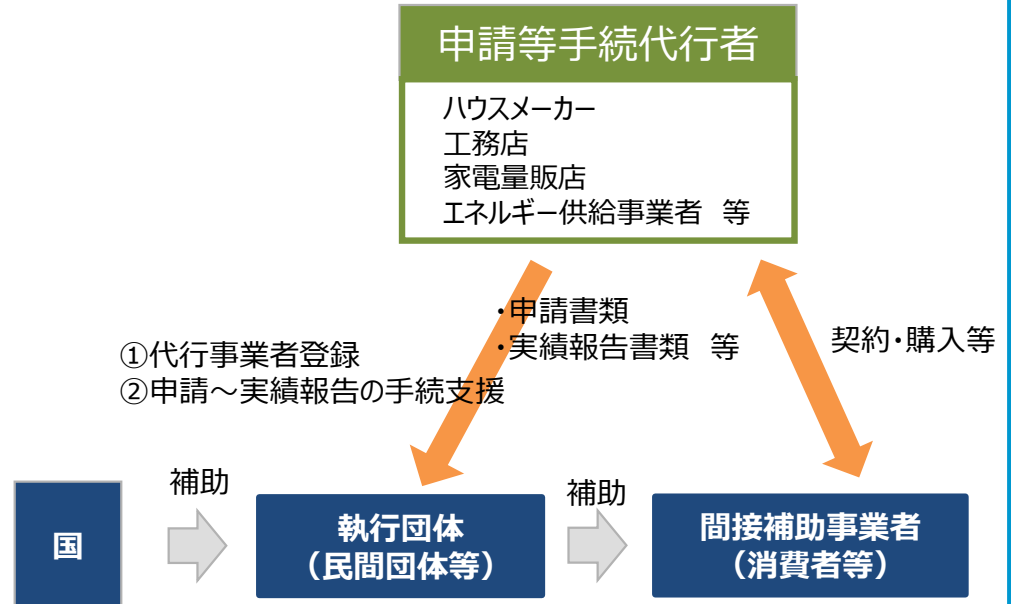 申請等手続代行者
ハウスメーカー
工務店
家電量販店
エネルギー供給事業者 等
・申請書類
・実績報告書類 等
契約・購入等
①代行事業者登録
②申請～実績報告の手続支援
補助
補助
国
執行団体
（民間団体等）
間接補助事業者
（消費者等）